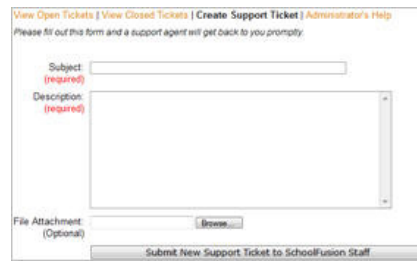 View Open Tickets | View Closed Tickets | Create Support Ticket | Administrator's Help
Please fill out this form and a support agent will get back to you promptly.
Subject:
(required)
Description:
(required)
File Attachment:
(Optional)
Browse...
Submit New Support Ticket to SchoolFusion Staff